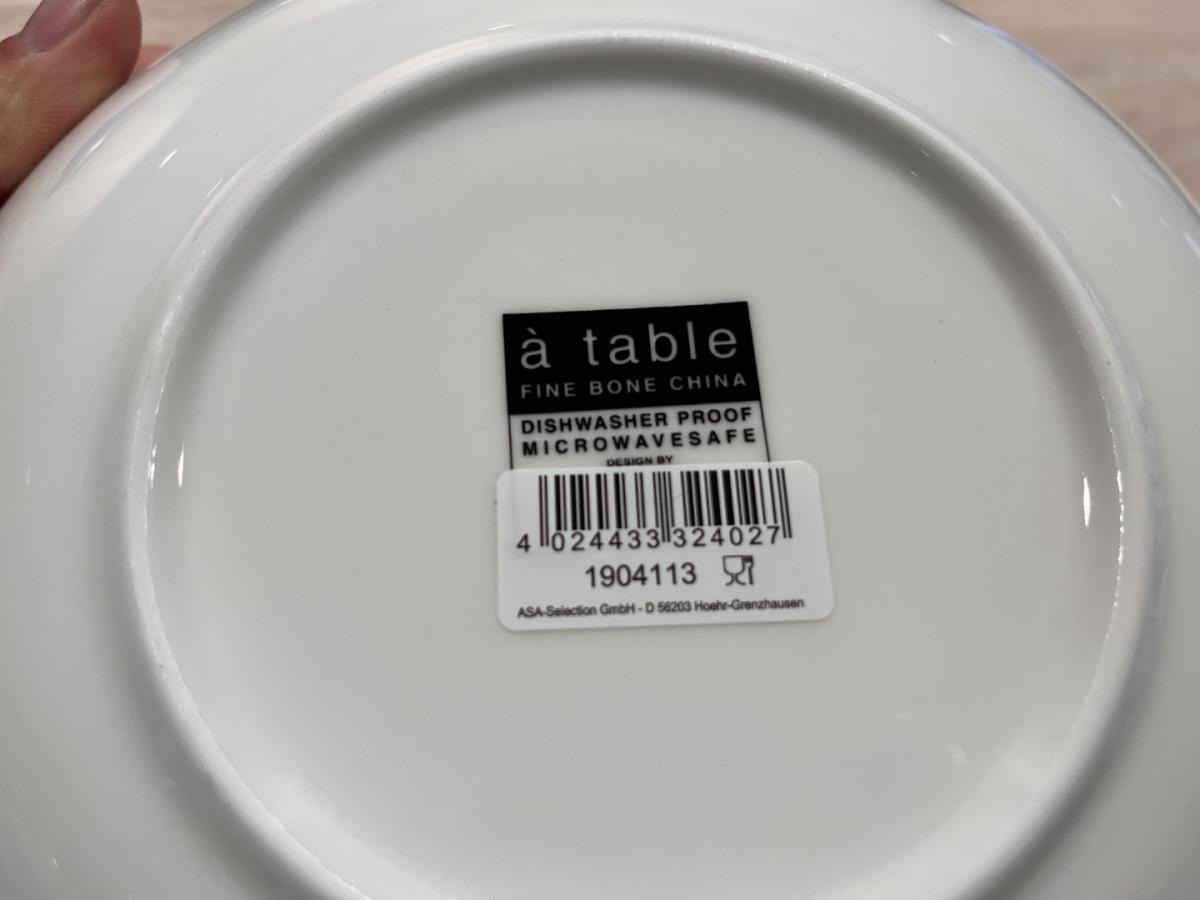 à table
FINE BONE CHINA
DISHWASHER PROOF
MICROWAVESAFE
DESIGN BY
4 024433 324027
1904113
ASA-Selection GmbH - D 56203 Hoehr-Grenzhausen